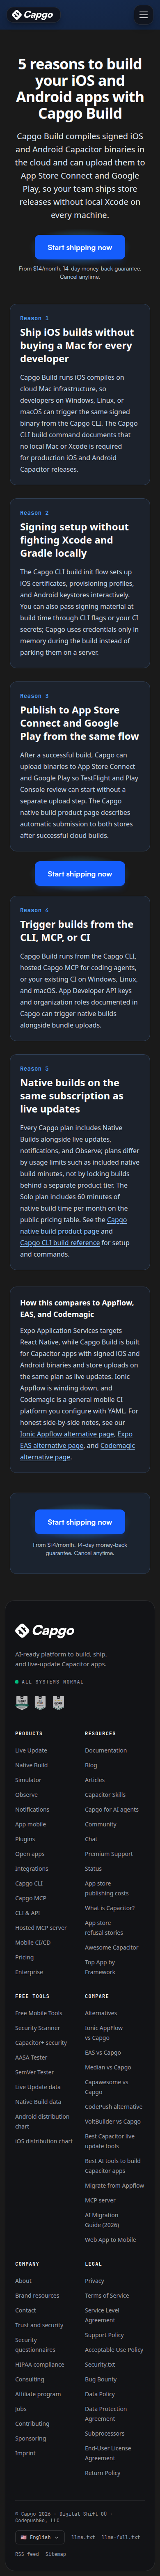 Capgo
5 reasons to build
your iOS and
Android apps with
Capgo Build
Capgo Build compiles signed iOS
and Android Capacitor binaries in
the cloud and can upload them to
App Store Connect and Google
Play, so your team ships store
releases without local Xcode on
every machine.
Start shipping now
From $14/month. 14-day money-back guarantee.
Cancel anytime.
Reason 1
Ship iOS builds without
buying a Mac for every
developer
Capgo Build runs iOS compiles on
cloud Mac infrastructure, so
developers on Windows, Linux, or
macOS can trigger the same signed
binary from the Capgo CLI. The Capgo
CLI build command documents that
no local Mac or Xcode is required
for production iOS and Android
Capacitor releases.
Reason 2
Signing setup without
fighting Xcode and
Gradle locally
The Capgo CLI build init flow sets up
iOS certificates, provisioning profiles,
and Android keystores interactively.
You can also pass signing material at
build time through CLI flags or your CI
secrets; Capgo uses credentials only in
memory during the build instead of
parking them on a server.
Reason 3
Publish to App Store
Connect and Google
Play from the same flow
After a successful build, Capgo can
upload binaries to App Store Connect
and Google Play so TestFlight and Play
Console review can start without a
separate upload step. The Capgo
native build product page describes
automatic submission to both stores
after successful cloud builds.
Start shipping now
Reason 4
Trigger builds from the
CLI, MCP, or CI
Capgo Build runs from the Capgo CLI,
hosted Capgo MCP for coding agents,
or your existing CI on Windows, Linux,
and macOS. App Developer API keys
and organization roles documented in
Capgo can trigger native builds
alongside bundle uploads.
Reason 5
Native builds on the
same subscription as
live updates
Every Capgo plan includes Native
Builds alongside live updates,
notifications, and Observe; plans differ
by usage limits such as included native
build minutes, not by locking builds
behind a separate product tier. The
Solo plan includes 60 minutes of
native build time per month on the
public pricing table. See the Capgo
native build product page and
Capgo CLI build reference for setup
and commands.
How this compares to Appflow,
EAS, and Codemagic
Expo Application Services targets
React Native, while Capgo Build is built
for Capacitor apps with signed iOS and
Android binaries and store uploads on
the same plan as live updates. Ionic
Appflow is winding down, and
Codemagic is a general mobile CI
platform you configure with YAML. For
honest side-by-side notes, see our
Ionic Appflow alternative page, Expo
EAS alternative page, and Codemagic
alternative page.
Start shipping now
From $14/month. 14-day money-back
guarantee. Cancel anytime.
Capgo
AI mobile platform to build, ship,
and live-update Capacitor apps.
ALL SYSTEMS NORMAL
PRODUCTS
Live Update
Native Build
Simulator
Observe
Notifications
App mobile
Plugins
Open apps
Integrations
Capgo CLI
Capgo MCP
CLI & API
Hosted MCP server
Mobile CI/CD
Pricing
Enterprise
RESOURCES
Documentation
Blog
Articles
Capacitor Skills
Capgo for AI agents
Community
Chat
Premium Support
Status
App store
publishing costs
What is Capacitor?
App store
refusal stories
Awesome Capacitor
Top App by
Framework
FREE TOOLS
Free Mobile Tools
Security Scanner
Capacitor+ security
AASA Tester
SemVer Tester
Live Update data
Native Build data
Android distribution
chart
iOS distribution chart
COMPARE
Alternatives
Ionic AppFlow
vs Capgo
EAS vs Capgo
Median vs Capgo
Capawesome vs
Capgo
CodePush alternative
VoltBuilder vs Capgo
Best Capacitor live
update tools
Best AI tools to build
Capacitor apps
Migrate from Appflow
MCP server
AI Migration
Guide (2026)
Web App to Mobile
COMPANY
About
Brand resources
Contact
Trust and security
Security
questionnaires
HIPAA compliance
Consulting
Affiliate program
Jobs
Contributing
Sponsoring
Imprint
LEGAL
Privacy
Terms of Service
Service Level
Agreement
Support Policy
Acceptable Use Policy
Security.txt
Bug Bounty
Data Policy
Data Protection
Agreement
Subprocessors
End-User License
Agreement
Return Policy
© Copyright 2026 · Digital Shift OÜ ·
CodepushGo, LLC
English
llms.txt
llms-full.txt
RSS feed
Sitemap